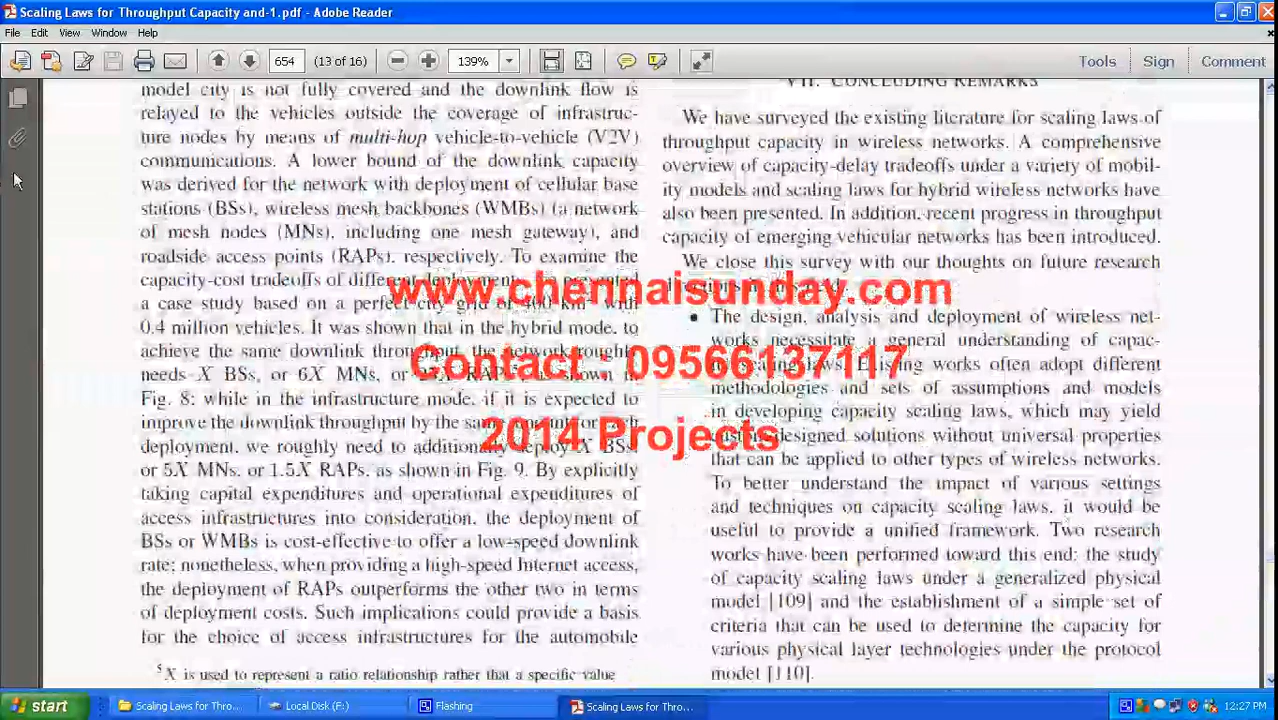 Scaling Laws for Throughput Capacity and-1.pdf - Adobe Reader
File Edit View Window Help
654 (13 of 16) 139% Tools Sign Comment
model city is not fully covered and the downlink flow is
relayed to the vehicles outside the coverage of infrastruc-
ture nodes by means of multi-hop vehicle-to-vehicle (V2V)
communications. A lower bound of the downlink capacity
was derived for the network with deployment of cellular base
stations (BSs), wireless mesh backbones (WMBs) (a network
of mesh nodes (MNs), including one mesh gateway), and
roadside access points (RAPs), respectively. To examine the
capacity-cost tradeoffs of different
a case study based on a perfect city grid of 400 km² with
0.4 million vehicles. It was shown that in the hybrid mode, to
achieve the same downlink throughput, the network roughly
needs X BSs, or 6X MNs, or RAPs⁵ as shown in
Fig. 8; while in the infrastructure mode, if it is expected to
improve the downlink throughput by the same
deployment, we roughly need to additionally deploy X BSs,
or 5X MNs, or 1.5X RAPs, as shown in Fig. 9. By explicitly
taking capital expenditures and operational expenditures of
access infrastructures into consideration, the deployment of
BSs or WMBs is cost-effective to offer a low-speed downlink
rate; nonetheless, when providing a high-speed Internet access,
the deployment of RAPs outperforms the other two in terms
of deployment costs. Such implications could provide a basis
for the choice of access infrastructures for the automobile
⁵X is used to represent a ratio relationship rather that a specific value
VII. CONCLUDING REMARKS
We have surveyed the existing literature for scaling laws of
throughput capacity in wireless networks. A comprehensive
overview of capacity-delay tradeoffs under a variety of mobil-
ity models and scaling laws for hybrid wireless networks have
also been presented. In addition, recent progress in throughput
capacity of emerging vehicular networks has been introduced.
We close this survey with our thoughts on future research
• The design, analysis and deployment of wireless net-
works necessitate a general understanding of capac-
ity scaling laws. Existing works often adopt different
methodologies and sets of assumptions and models
in developing capacity scaling laws, which may yield
designed solutions without universal properties
that can be applied to other types of wireless networks.
To better understand the impact of various settings
and techniques on capacity scaling laws, it would be
useful to provide a unified framework. Two research
works have been performed toward this end: the study
of capacity scaling laws under a generalized physical
model [109] and the establishment of a simple set of
criteria that can be used to determine the capacity for
various physical layer technologies under the protocol
model [110].
www.chennaisunday.com
Contact : 09566137117
2014 Projects
start Scaling Laws for Thro... Local Disk (F:) Flashing Scaling Laws for Thro... 12:27 PM